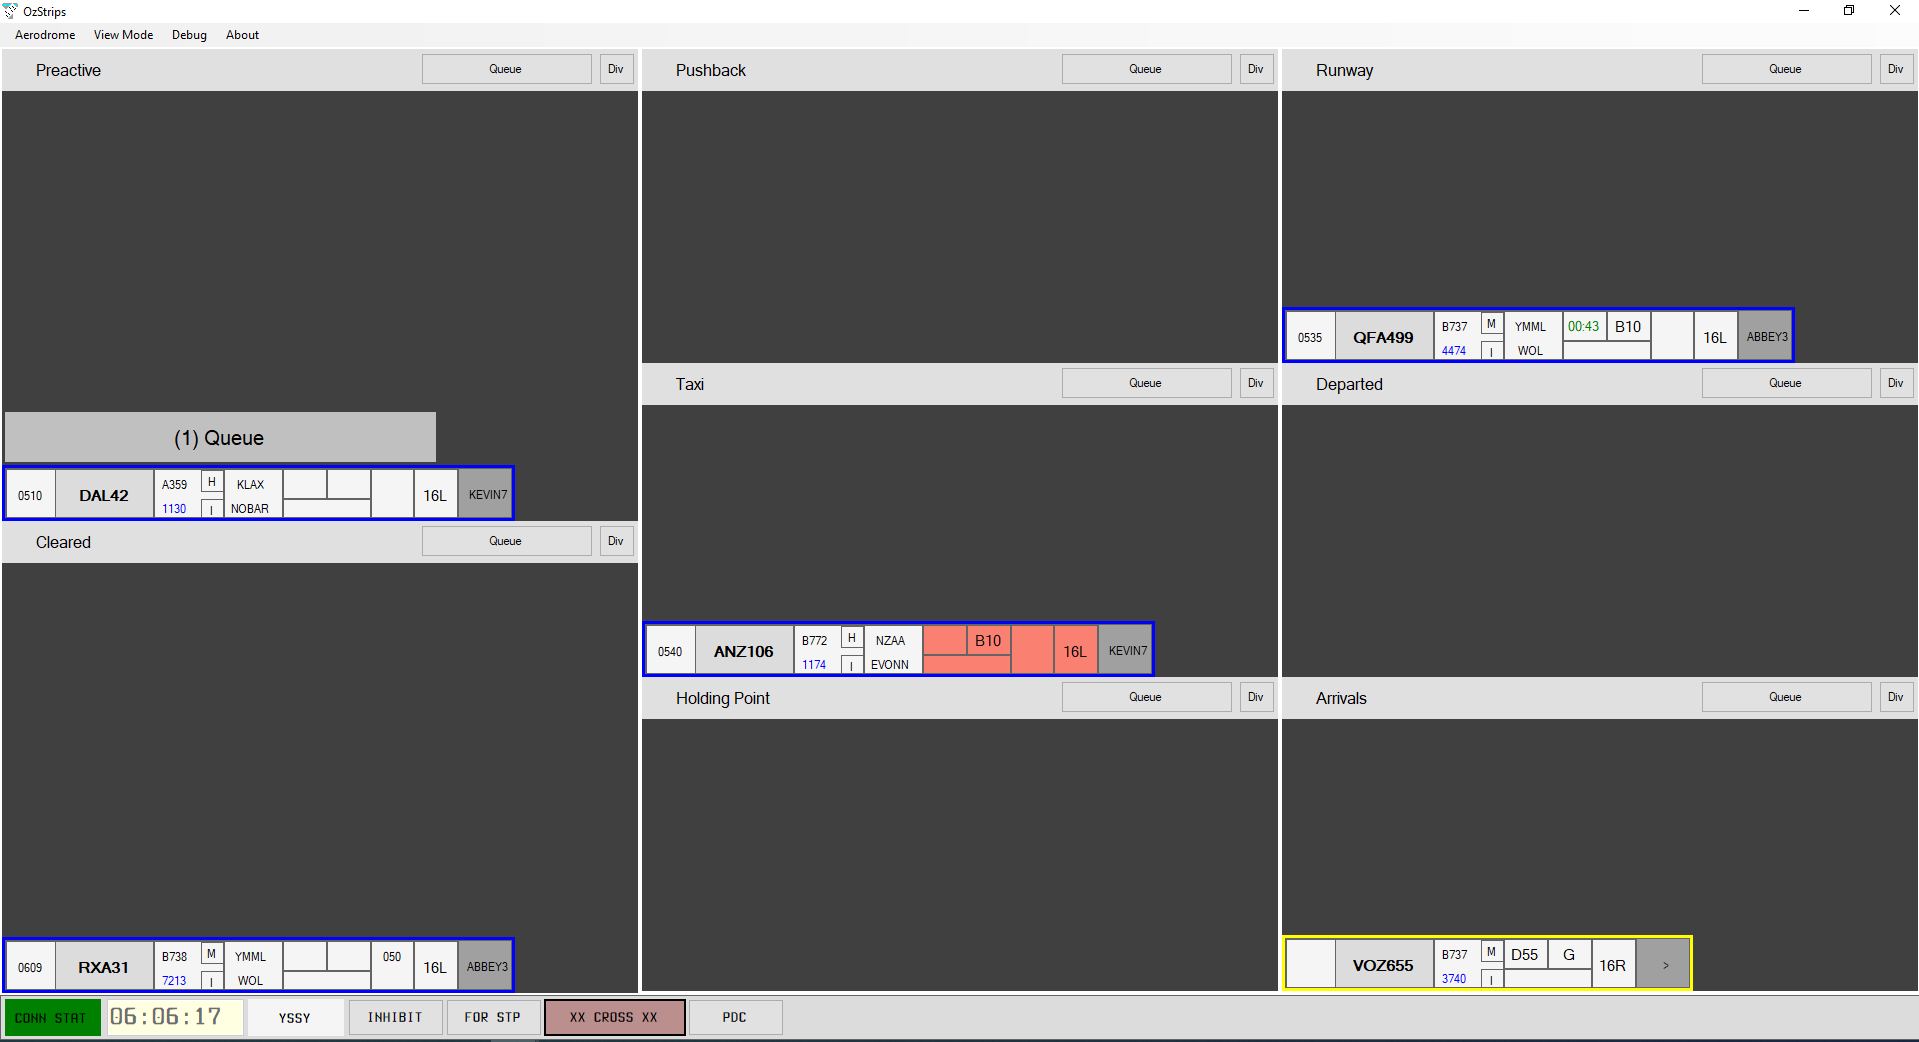 OzStrips
Aerodrome View Mode Debug About
Preactive Queue Div
(1) Queue
0510 DAL42 A359 H KLAX 16L KEVIN7
1130 I NOBAR
Cleared Queue Div
0609 RXA31 B738 M YMML 050 16L ABBEY3
7213 I WOL
Pushback Queue Div
Taxi Queue Div
0540 ANZ106 B772 H NZAA B10 16L KEVIN7
1174 I EVONN
Holding Point Queue Div
Runway Queue Div
0535 QFA499 B737 M YMML 00:43 B10 16L ABBEY3
4474 I WOL
Departed Queue Div
Arrivals Queue Div
VOZ655 B737 M D55 G 16R >
3740 I
CONN STAT 06:06:17 YSSY INHIBIT FOR STP XX CROSS XX PDC